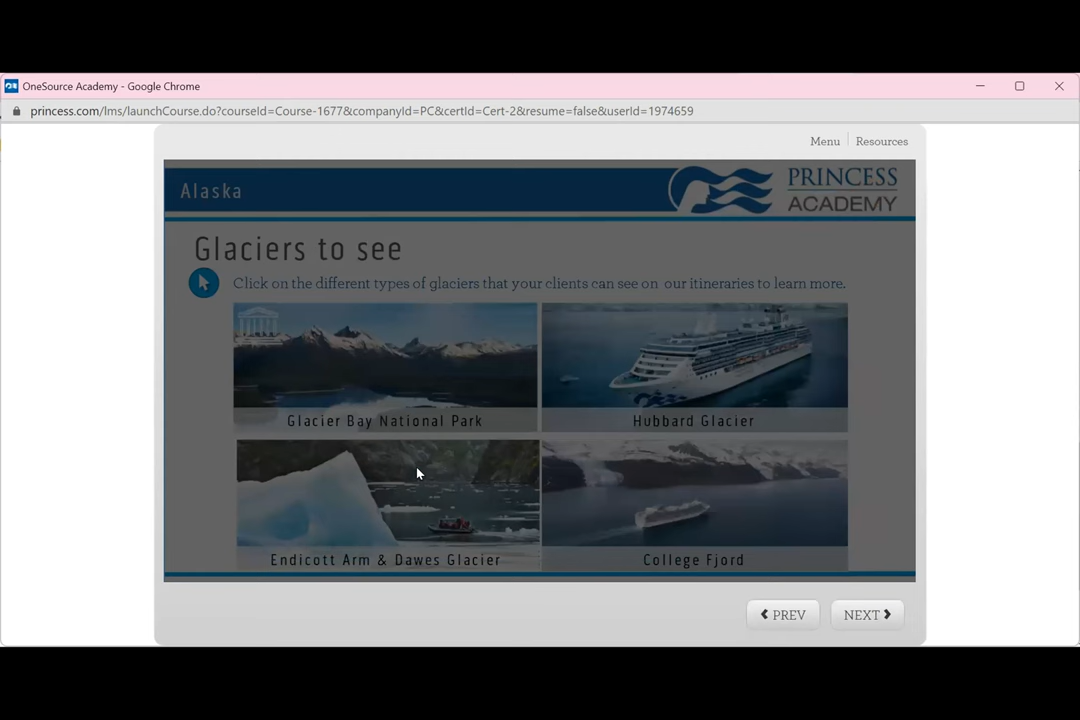 OneSource Academy - Google Chrome
princess.com/lms/launchCourse.do?courseId=Course-1677&companyId=PC&certId=Cert-2&resume=false&userId=1974659
Menu
Resources
Alaska
PRINCESS
ACADEMY
Glaciers to see
Click on the different types of glaciers that your clients can see on our itineraries to learn more.
Glacier Bay National Park
Hubbard Glacier
Endicott Arm & Dawes Glacier
College Fjord
PREV
NEXT